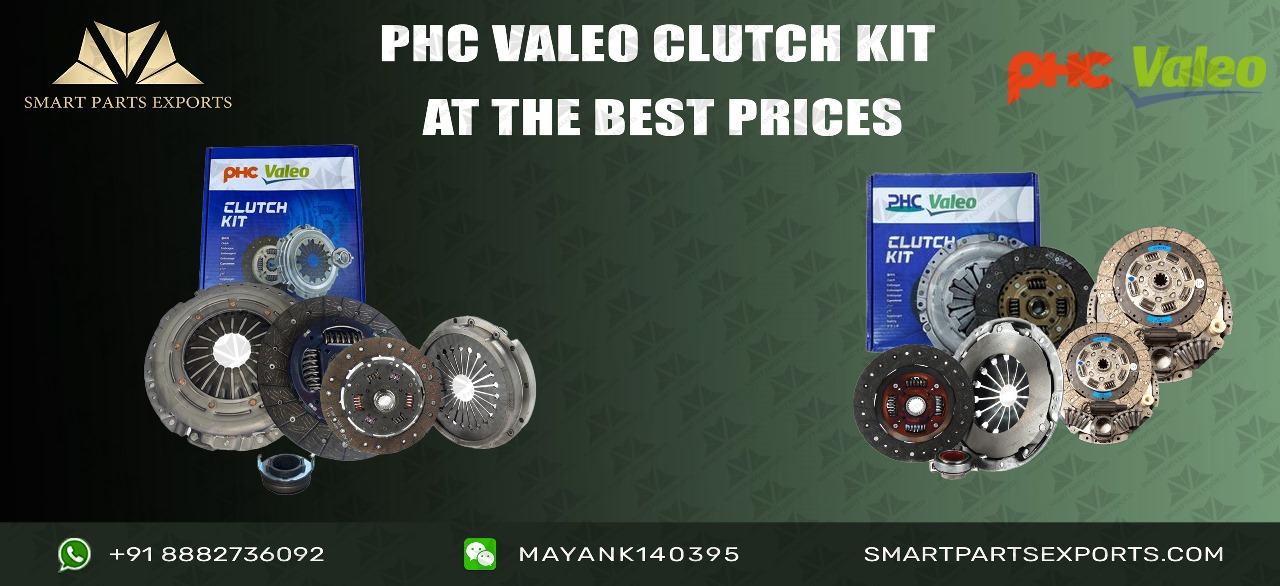 PHC VALEO CLUTCH KIT
AT THE BEST PRICES
SMART PARTS EXPORTS
PHC Valeo
PHC Valeo
CLUTCH
KIT
PHC Valeo
CLUTCH
KIT
+91 8882736092
MAYANK140395
SMARTPARTSEXPORTS.COM